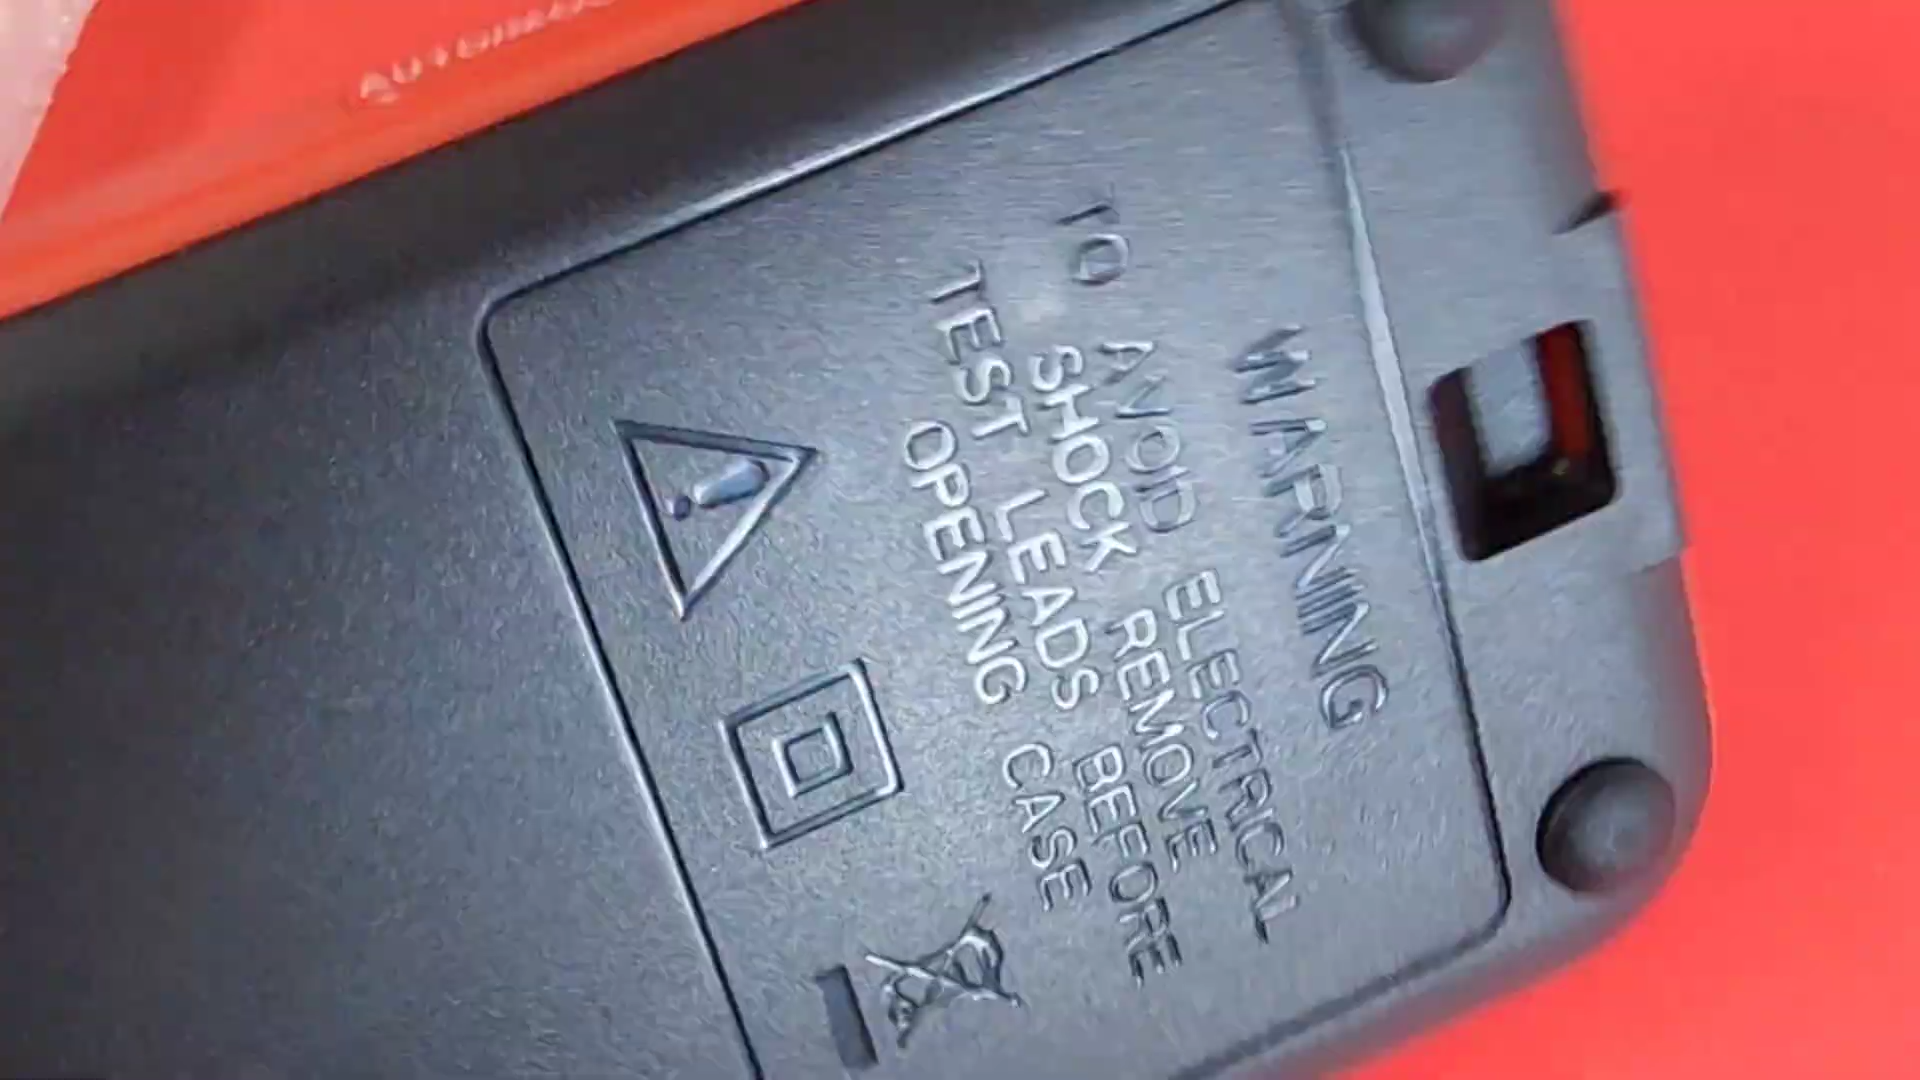 WARNING
TO AVOID ELECTRICAL
SHOCK REMOVE
TEST LEADS BEFORE
OPENING CASE